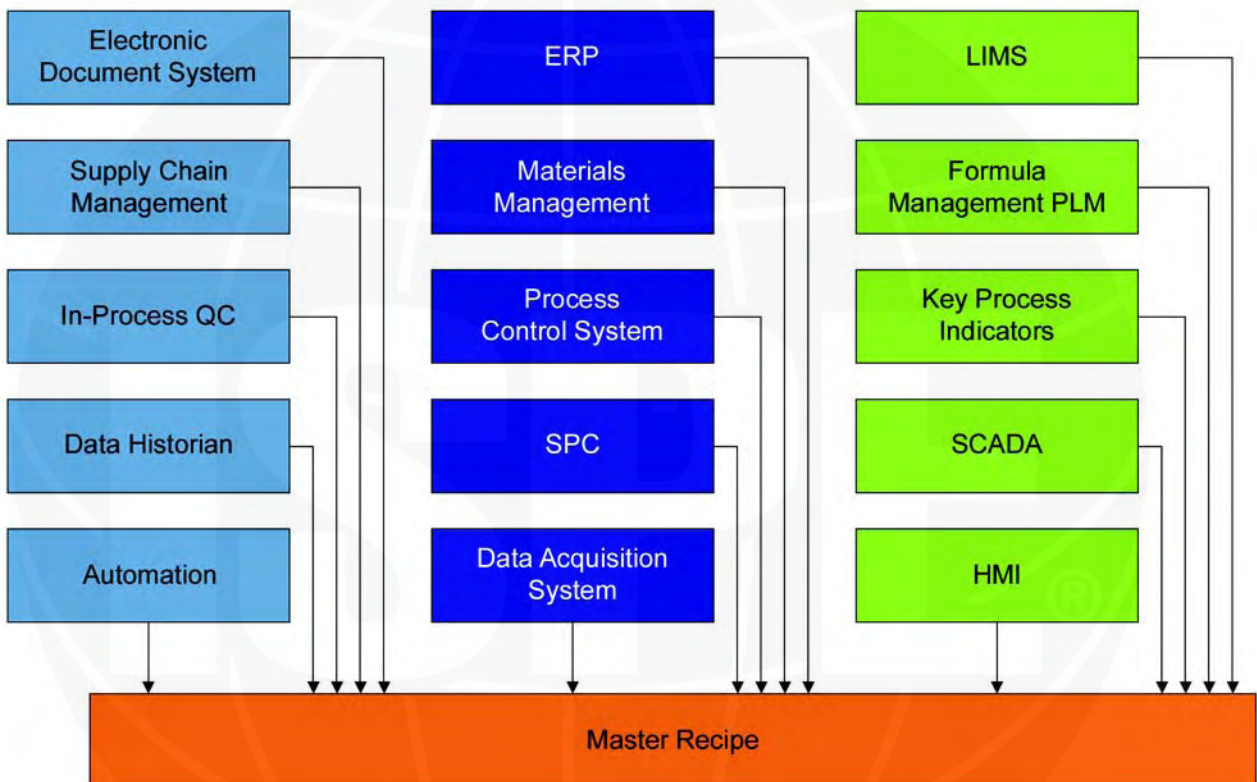 Electronic
Document System
ERP
LIMS
Supply Chain
Management
Materials
Management
Formula
Management PLM
In-Process QC
Process
Control System
Key Process
Indicators
Data Historian
SPC
SCADA
Automation
Data Acquisition
System
HMI
ISPE
®
Master Recipe